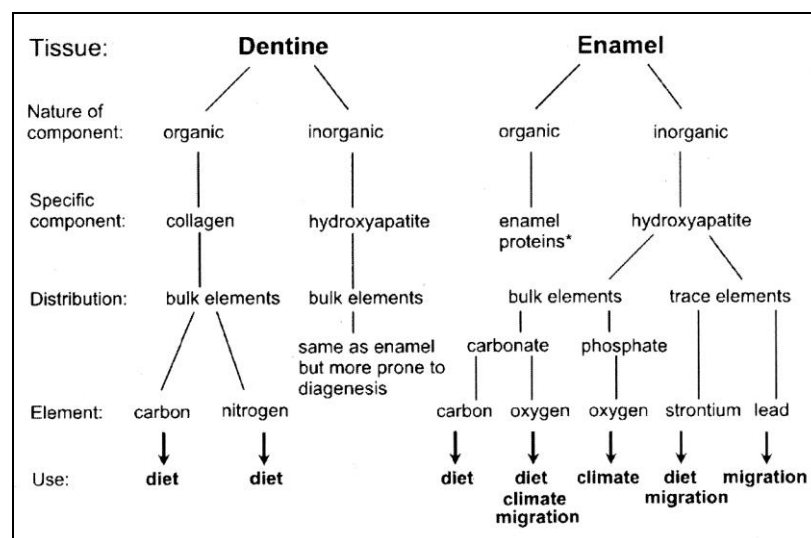 Tissue: Dentine Enamel
Nature of
component: organic inorganic organic inorganic
Specific
component: collagen hydroxyapatite enamel
proteins* hydroxyapatite
Distribution: bulk elements bulk elements bulk elements trace elements
same as enamel
but more prone to
diagenesis
carbonate phosphate
Element: carbon nitrogen carbon oxygen oxygen strontium lead
Use: diet diet diet diet
climate
migration climate diet
migration migration